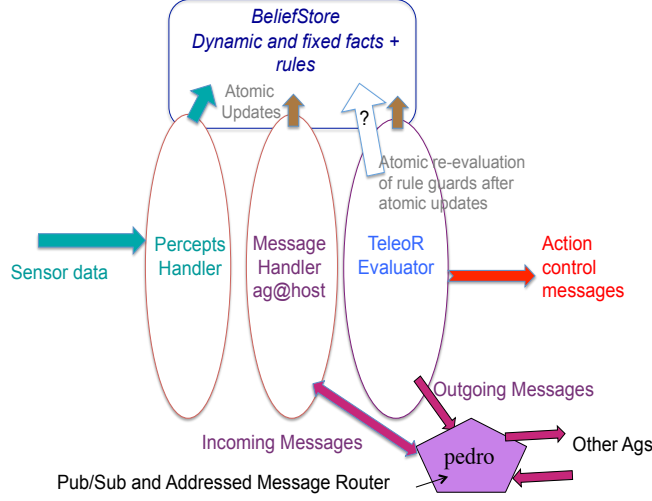 BeliefStore
Dynamic and fixed facts +
rules
Atomic
Updates
?
Atomic re-evaluation
of rule guards after
atomic updates
Percepts
Handler
Message
Handler
ag@host
TeleoR
Evaluator
Sensor data
Action
control
messages
Outgoing Messages
Incoming Messages
pedro
Other Ags
Pub/Sub and Addressed Message Router